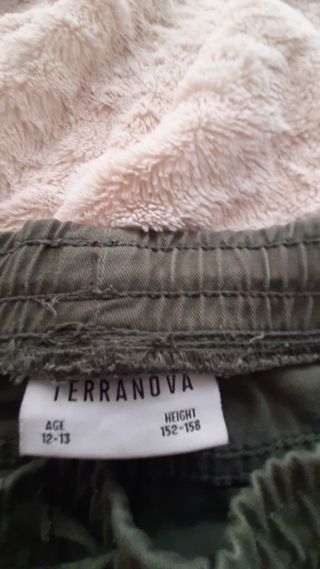 TERRANOVA
AGE HEIGHT
12-13 152-158